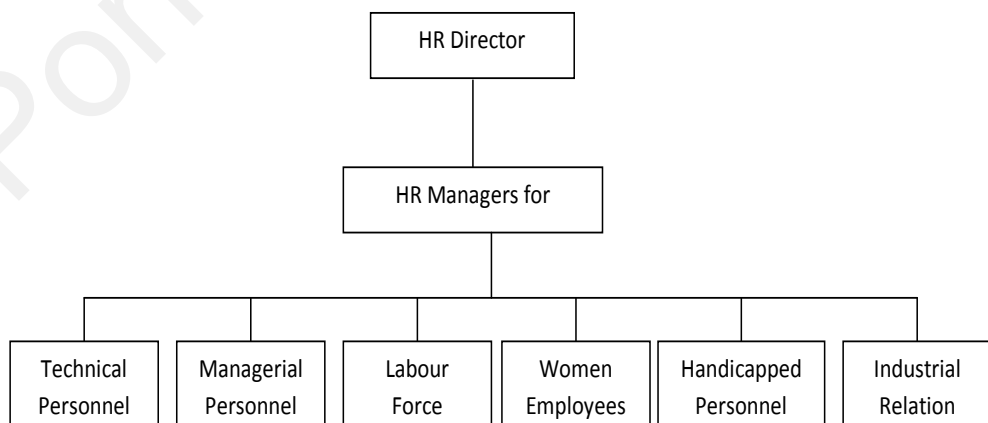 HR Director
HR Managers for
Technical
Personnel
Managerial
Personnel
Labour
Force
Women
Employees
Handicapped
Personnel
Industrial
Relation